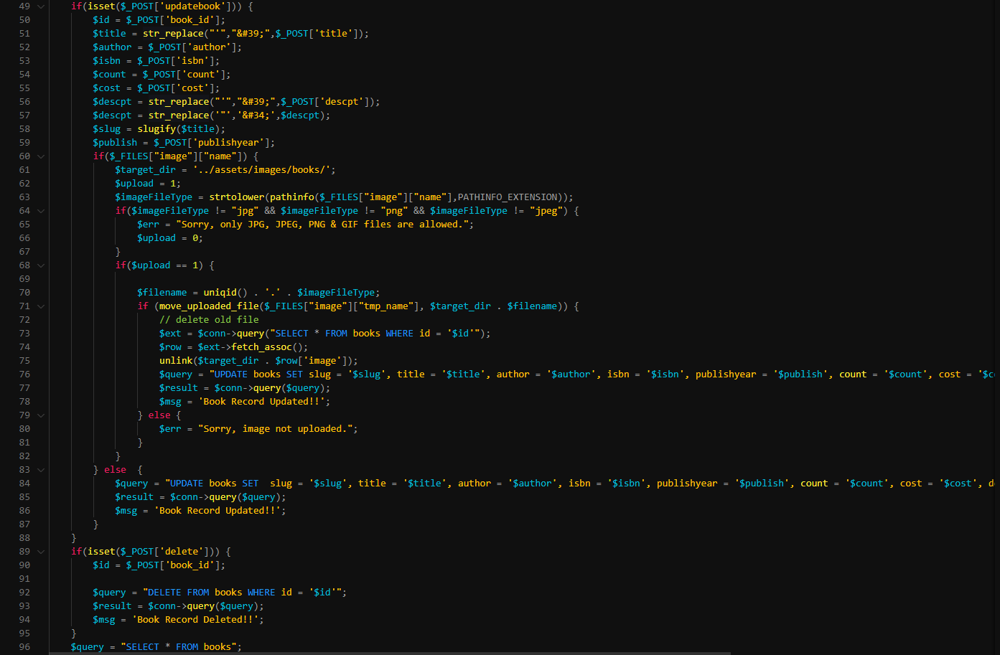 49 if(isset($_POST['updatebook'])) {
50 $id = $_POST['book_id'];
51 $title = str_replace("'","&#39;",$_POST['title']);
52 $author = $_POST['author'];
53 $isbn = $_POST['isbn'];
54 $count = $_POST['count'];
55 $cost = $_POST['cost'];
56 $descpt = str_replace("'","&#39;",$_POST['descpt']);
57 $descpt = str_replace('"','&#34;',$descpt);
58 $slug = slugify($title);
59 $publish = $_POST['publishyear'];
60 if($_FILES["image"]["name"]) {
61 $target_dir = '../assets/images/books/';
62 $upload = 1;
63 $imageFileType = strtolower(pathinfo($_FILES["image"]["name"],PATHINFO_EXTENSION));
64 if($imageFileType != "jpg" && $imageFileType != "png" && $imageFileType != "jpeg") {
65 $err = "Sorry, only JPG, JPEG, PNG & GIF files are allowed.";
66 $upload = 0;
67 }
68 if($upload == 1) {
69
70 $filename = uniqid() . '.' . $imageFileType;
71 if (move_uploaded_file($_FILES["image"]["tmp_name"], $target_dir . $filename)) {
72 // delete old file
73 $ext = $conn->query("SELECT * FROM books WHERE id = '$id'");
74 $row = $ext->fetch_assoc();
75 unlink($target_dir . $row['image']);
76 $query = "UPDATE books SET slug = '$slug', title = '$title', author = '$author', isbn = '$isbn', publishyear = '$publish', count = '$count', cost = '$c
77 $result = $conn->query($query);
78 $msg = 'Book Record Updated!!';
79 } else {
80 $err = "Sorry, image not uploaded.";
81 }
82 }
83 } else {
84 $query = "UPDATE books SET slug = '$slug', title = '$title', author = '$author', isbn = '$isbn', publishyear = '$publish', count = '$count', cost = '$cost', d
85 $result = $conn->query($query);
86 $msg = 'Book Record Updated!!';
87 }
88 }
89 if(isset($_POST['delete'])) {
90 $id = $_POST['book_id'];
91
92 $query = "DELETE FROM books WHERE id = '$id'";
93 $result = $conn->query($query);
94 $msg = 'Book Record Deleted!!';
95 }
96 $query = "SELECT * FROM books";